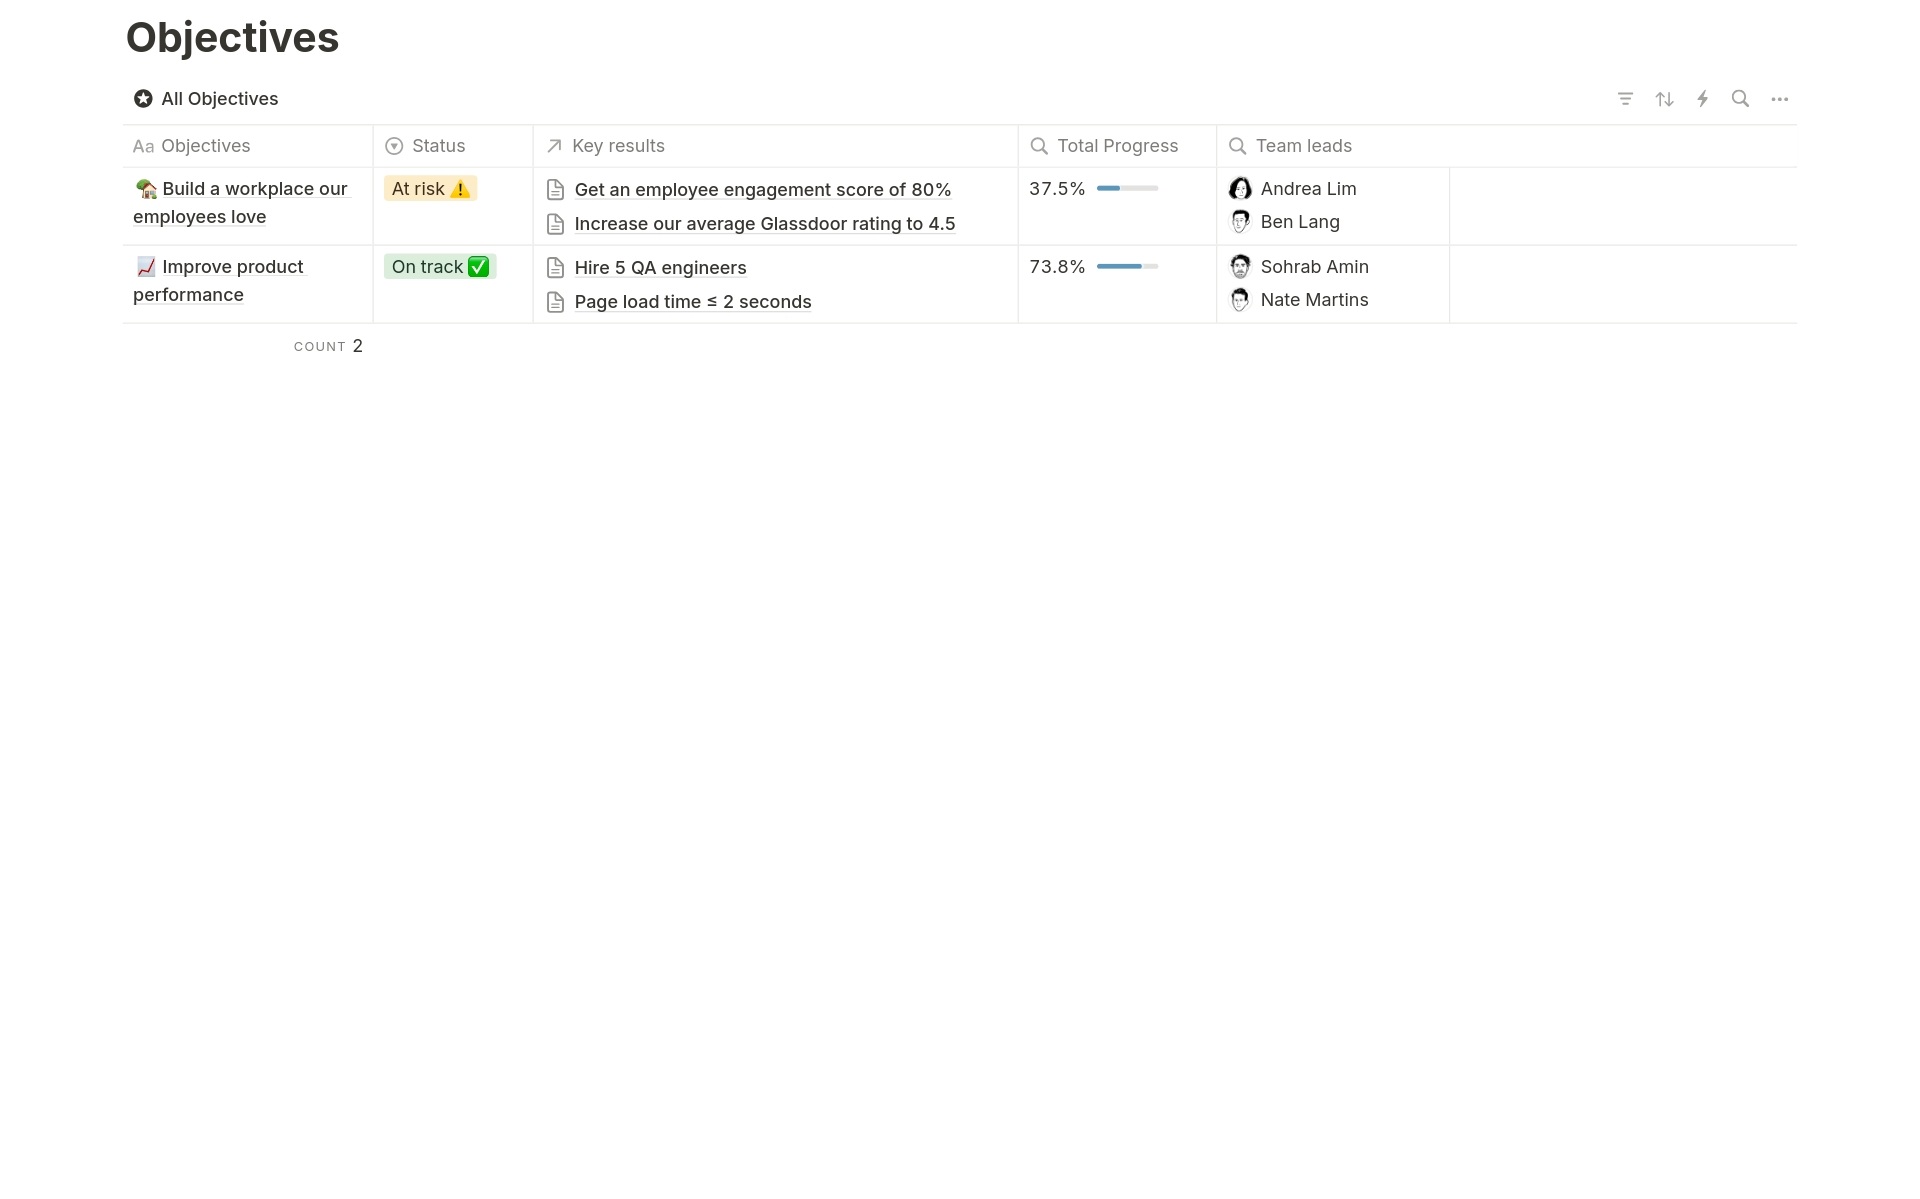 Objectives
All Objectives
Aa Objectives
Status
Key results
Total Progress
Team leads
Build a workplace our
employees love
At risk
Get an employee engagement score of 80%
Increase our average Glassdoor rating to 4.5
37.5%
Andrea Lim
Ben Lang
Improve product
performance
On track
Hire 5 QA engineers
Page load time ≤ 2 seconds
73.8%
Sohrab Amin
Nate Martins
COUNT 2